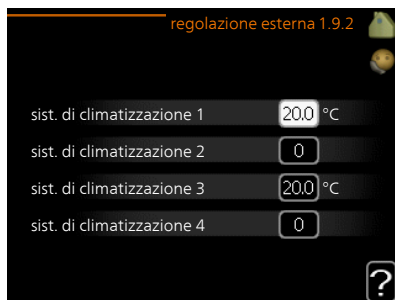 regolazione esterna 1.9.2
sist. di climatizzazione 1 20.0 °C
sist. di climatizzazione 2 0
sist. di climatizzazione 3 20.0 °C
sist. di climatizzazione 4 0
?